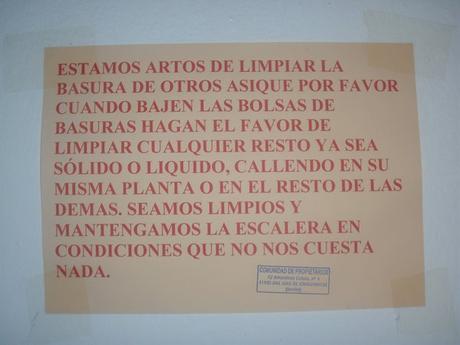 ESTAMOS ARTOS DE LIMPIAR LA
BASURA DE OTROS ASIQUE POR FAVOR
CUANDO BAJEN LAS BOLSAS DE
BASURAS HAGAN EL FAVOR DE
LIMPIAR CUALQUIER RESTO YA SEA
SÓLIDO O LIQUIDO, CALLENDO EN SU
MISMA PLANTA O EN EL RESTO DE LAS
DEMAS. SEAMOS LIMPIOS Y
MANTENGAMOS LA ESCALERA EN
CONDICIONES QUE NO NOS CUESTA
NADA.
COMUNIDAD DE PROPIETARIOS